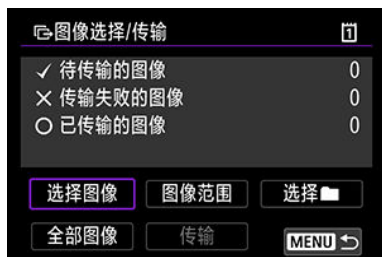 图像选择/传输 1
✓ 待传输的图像 0
× 传输失败的图像 0
○ 已传输的图像 0
选择图像 图像范围 选择
全部图像 传输 MENU